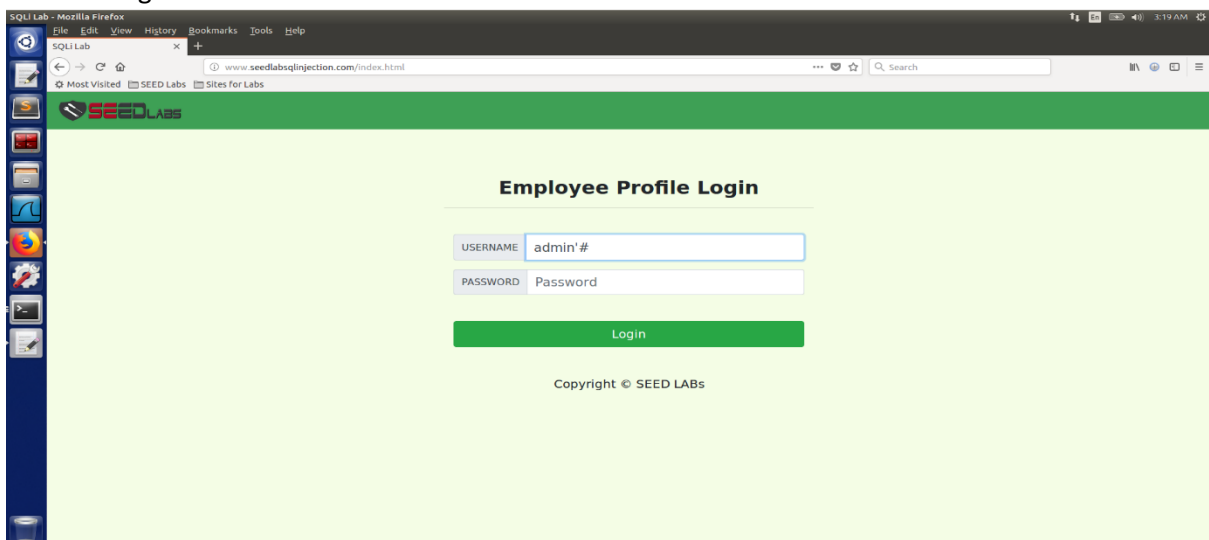 SQLi Lab - Mozilla Firefox
En
3:19 AM
File Edit View History Bookmarks Tools Help
SQLi Lab
www.seedlabsqlinjection.com/index.html
Search
Most Visited SEED Labs Sites for Labs
SEEDLABS
Employee Profile Login
USERNAME admin'#
PASSWORD Password
Login
Copyright © SEED LABs